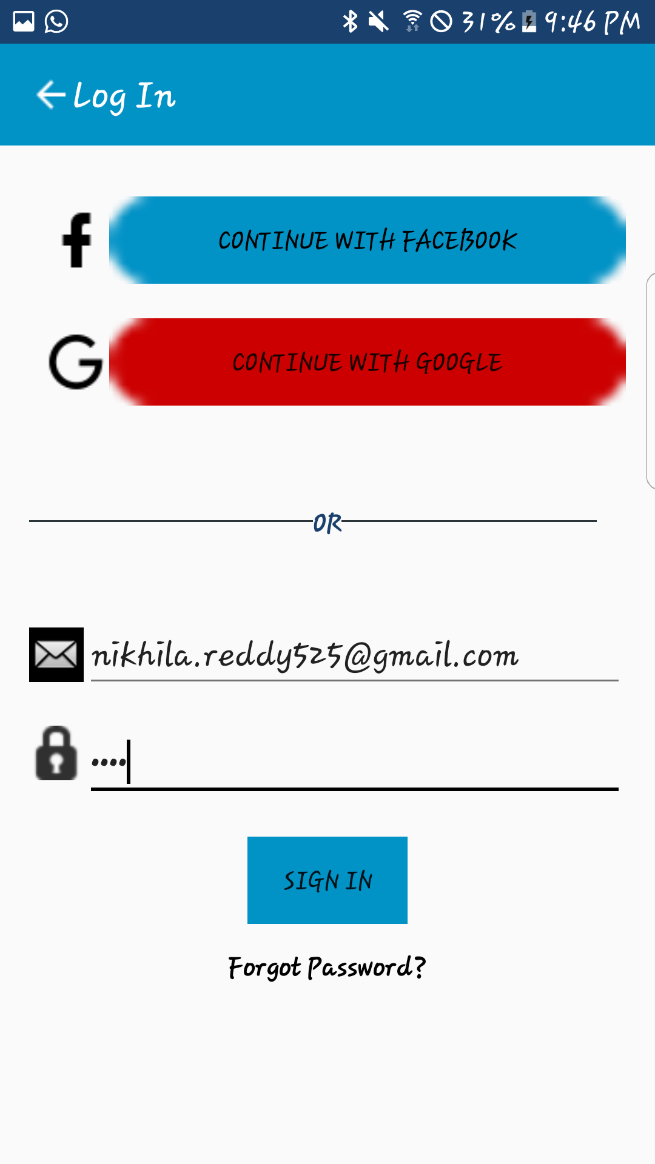 31% 9:46 PM
Log In
CONTINUE WITH FACEBOOK
CONTINUE WITH GOOGLE
OR
nikhila.reddy525@gmail.com
••••
SIGN IN
Forgot Password?